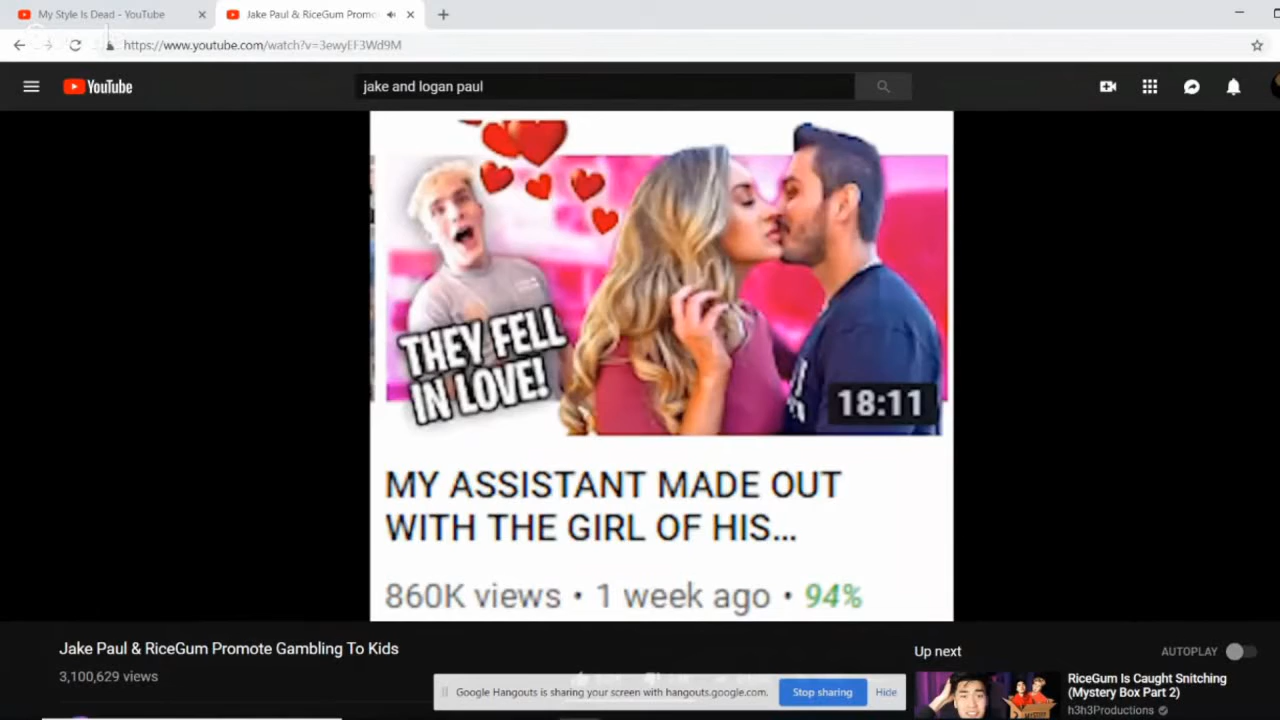 My Style Is Dead - YouTube
Jake Paul & RiceGum Promo
https://www.youtube.com/watch?v=3ewyEF3Wd9M
YouTube
jake and logan paul
THEY FELL
IN LOVE!
18:11
MY ASSISTANT MADE OUT
WITH THE GIRL OF HIS...
860K views • 1 week ago • 94%
Jake Paul & RiceGum Promote Gambling To Kids
3,100,629 views
Up next
AUTOPLAY
Google Hangouts is sharing your screen with hangouts.google.com.
Stop sharing
Hide
RiceGum Is Caught Snitching
(Mystery Box Part 2)
h3h3Productions